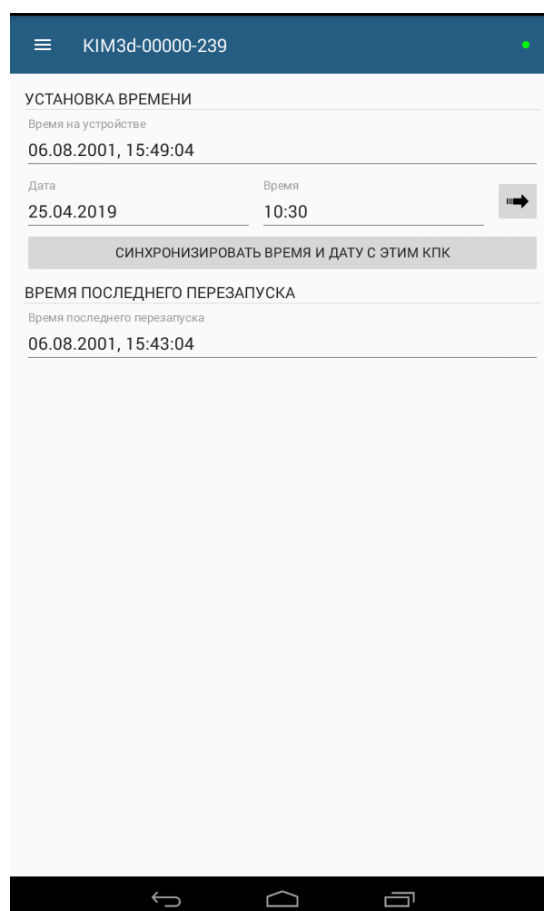 KIM3d-00000-239
УСТАНОВКА ВРЕМЕНИ
Время на устройстве
06.08.2001, 15:49:04
Дата Время
25.04.2019 10:30
СИНХРОНИЗИРОВАТЬ ВРЕМЯ И ДАТУ С ЭТИМ КПК
ВРЕМЯ ПОСЛЕДНЕГО ПЕРЕЗАПУСКА
Время последнего перезапуска
06.08.2001, 15:43:04